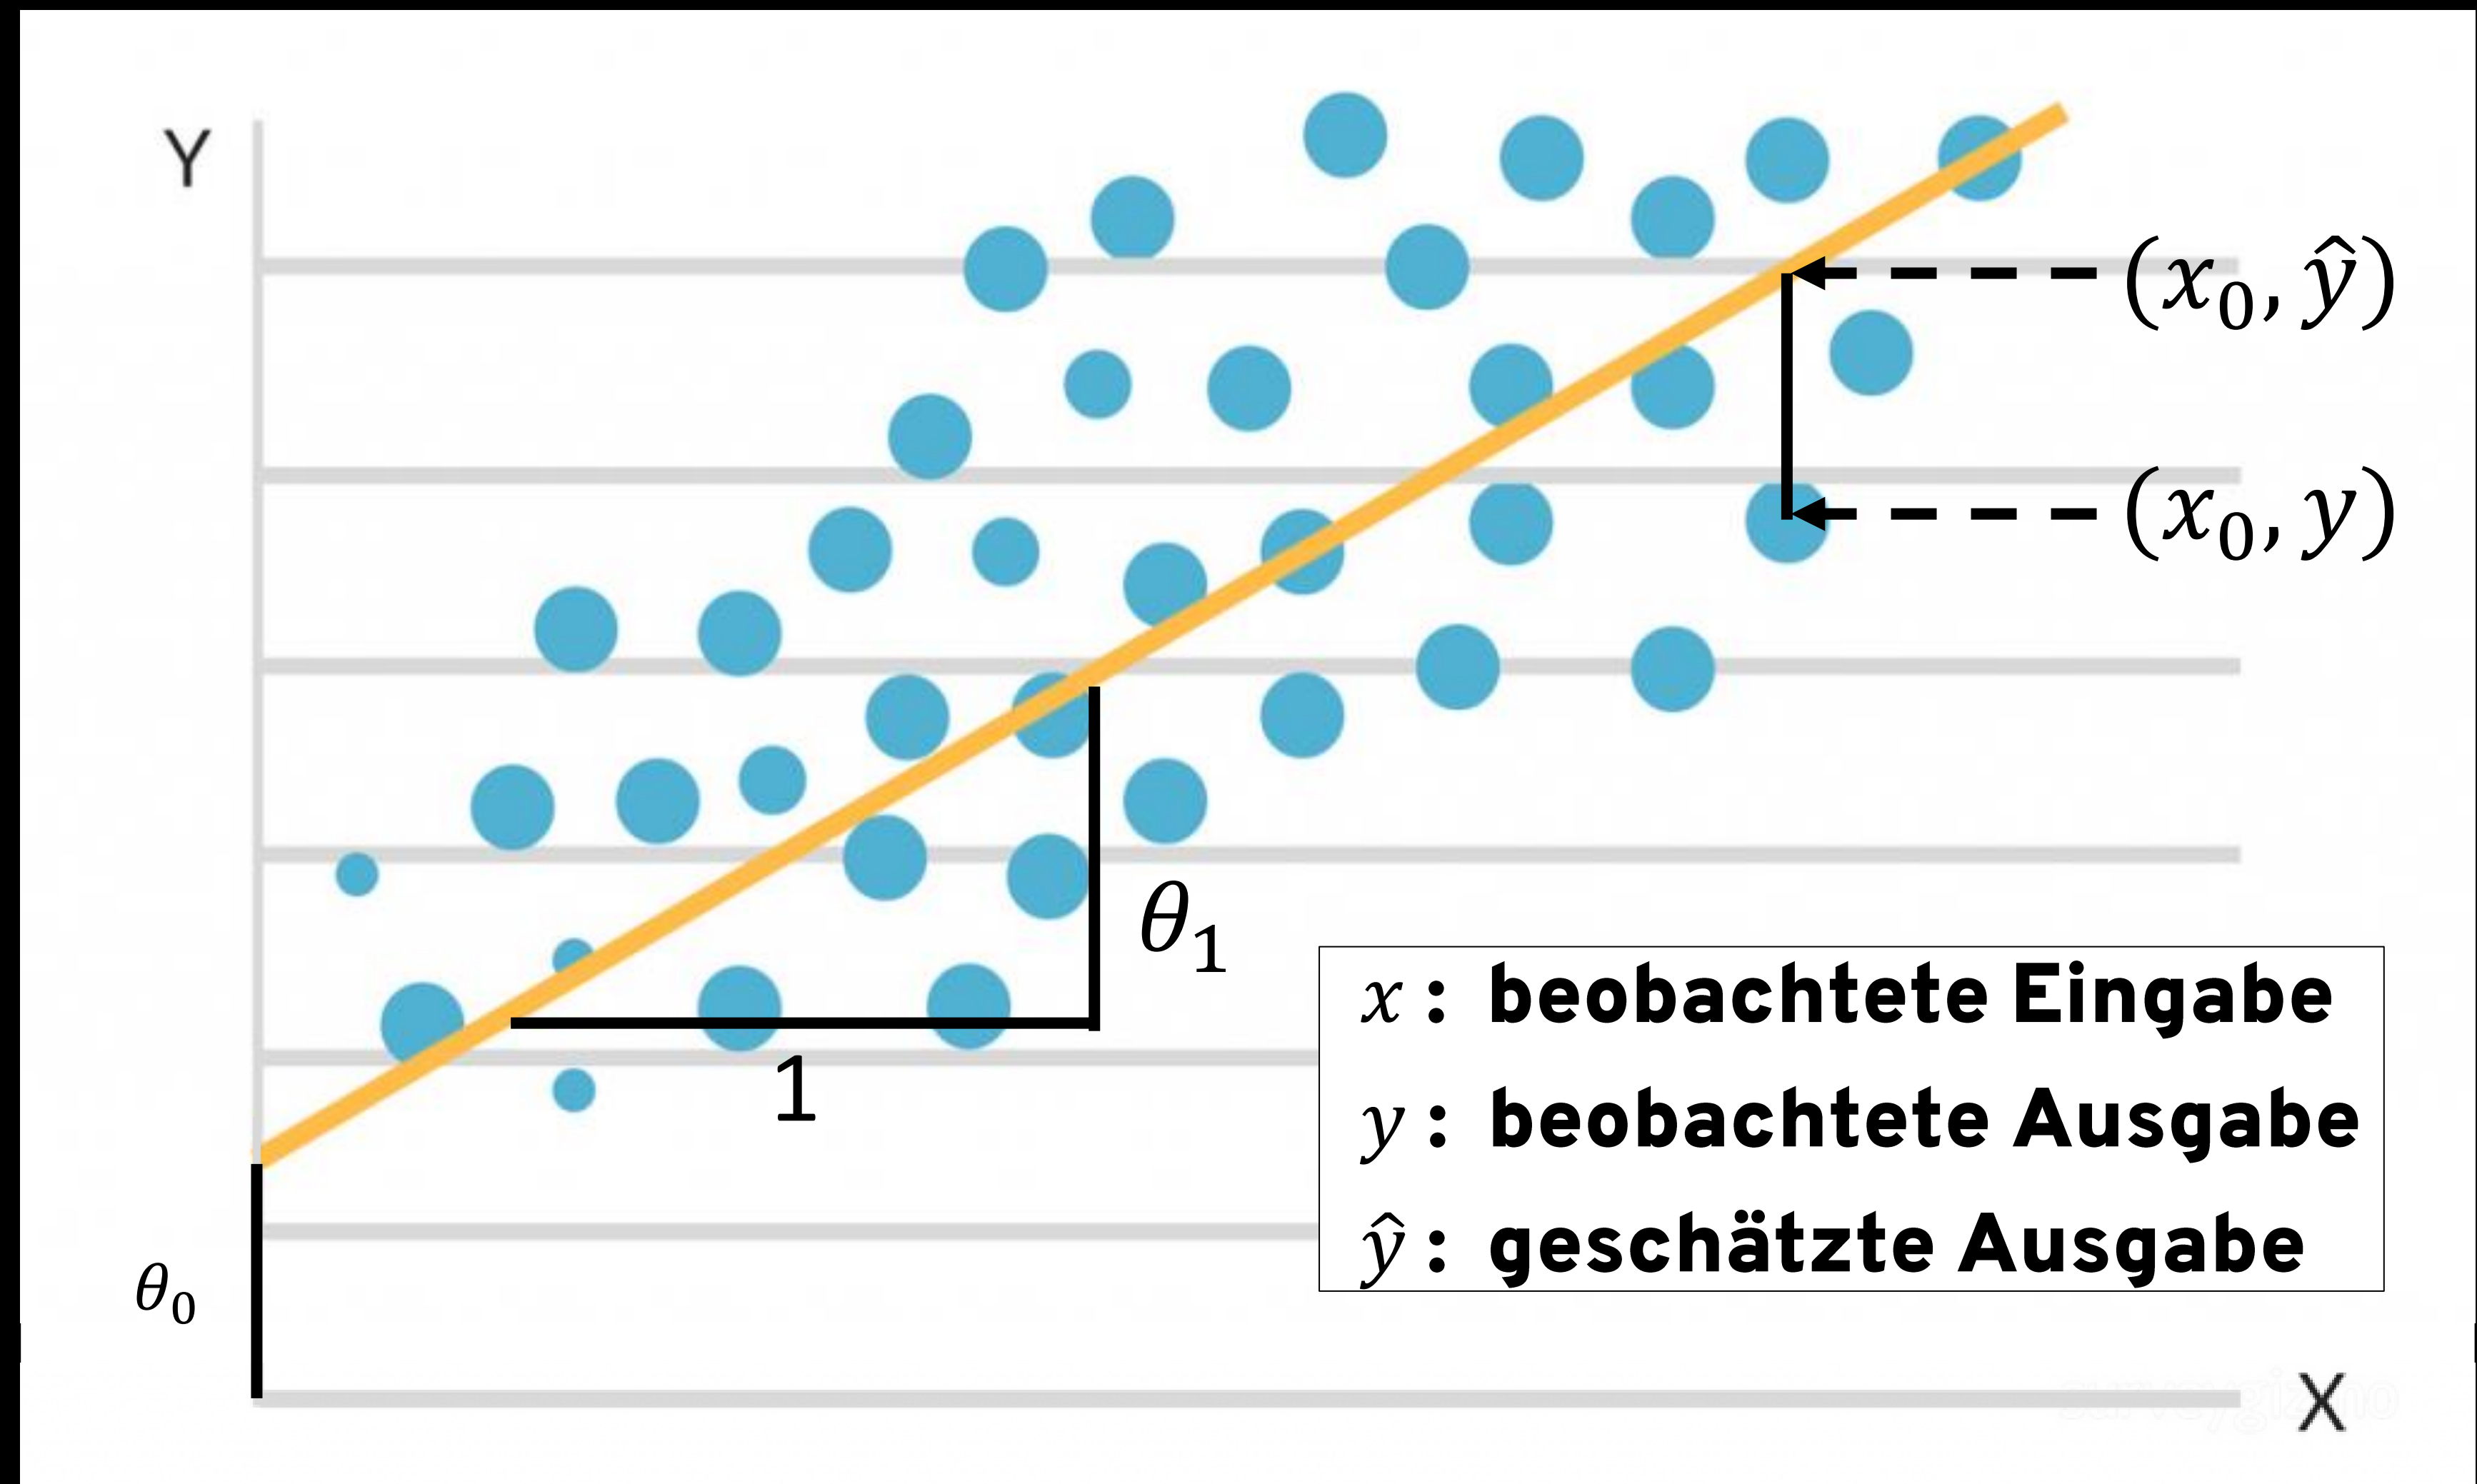 Y
(x₀, ŷ)
(x₀, y)
θ₁
1
x : beobachtete Eingabe
y : beobachtete Ausgabe
ŷ : geschätzte Ausgabe
θ₀
X